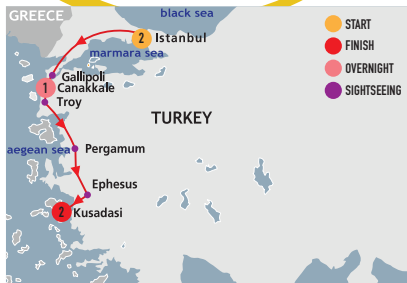 black sea
GREECE
START
2 Istanbul
FINISH
marmara sea
OVERNIGHT
Gallipoli
1 Canakkale
SIGHTSEEING
Troy
TURKEY
aegean sea
Pergamum
Ephesus
2 Kusadasi